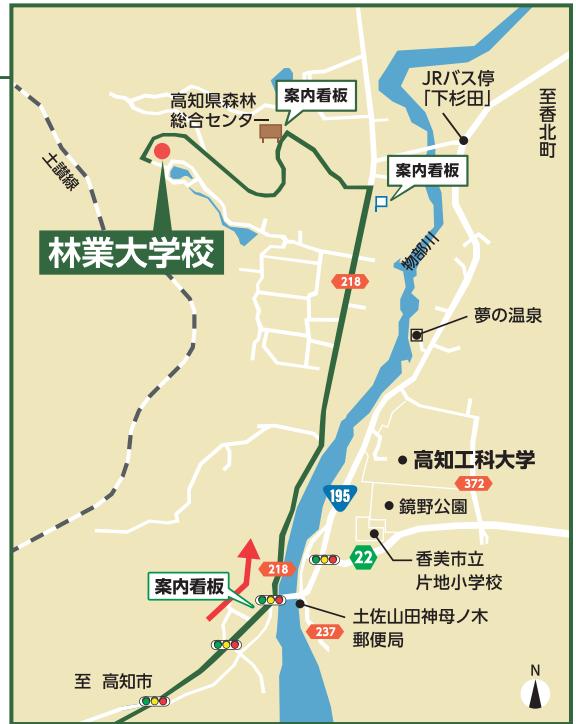 JRバス停
「下杉田」
至香北町
高知県森林
総合センター
案内看板
土讃線
案内看板
林業大学校
物部川
218
夢の温泉
高知工科大学
372
195
鏡野公園
22
218
香美市立
片地小学校
案内看板
土佐山田神母ノ木
郵便局
237
至 高知市
N